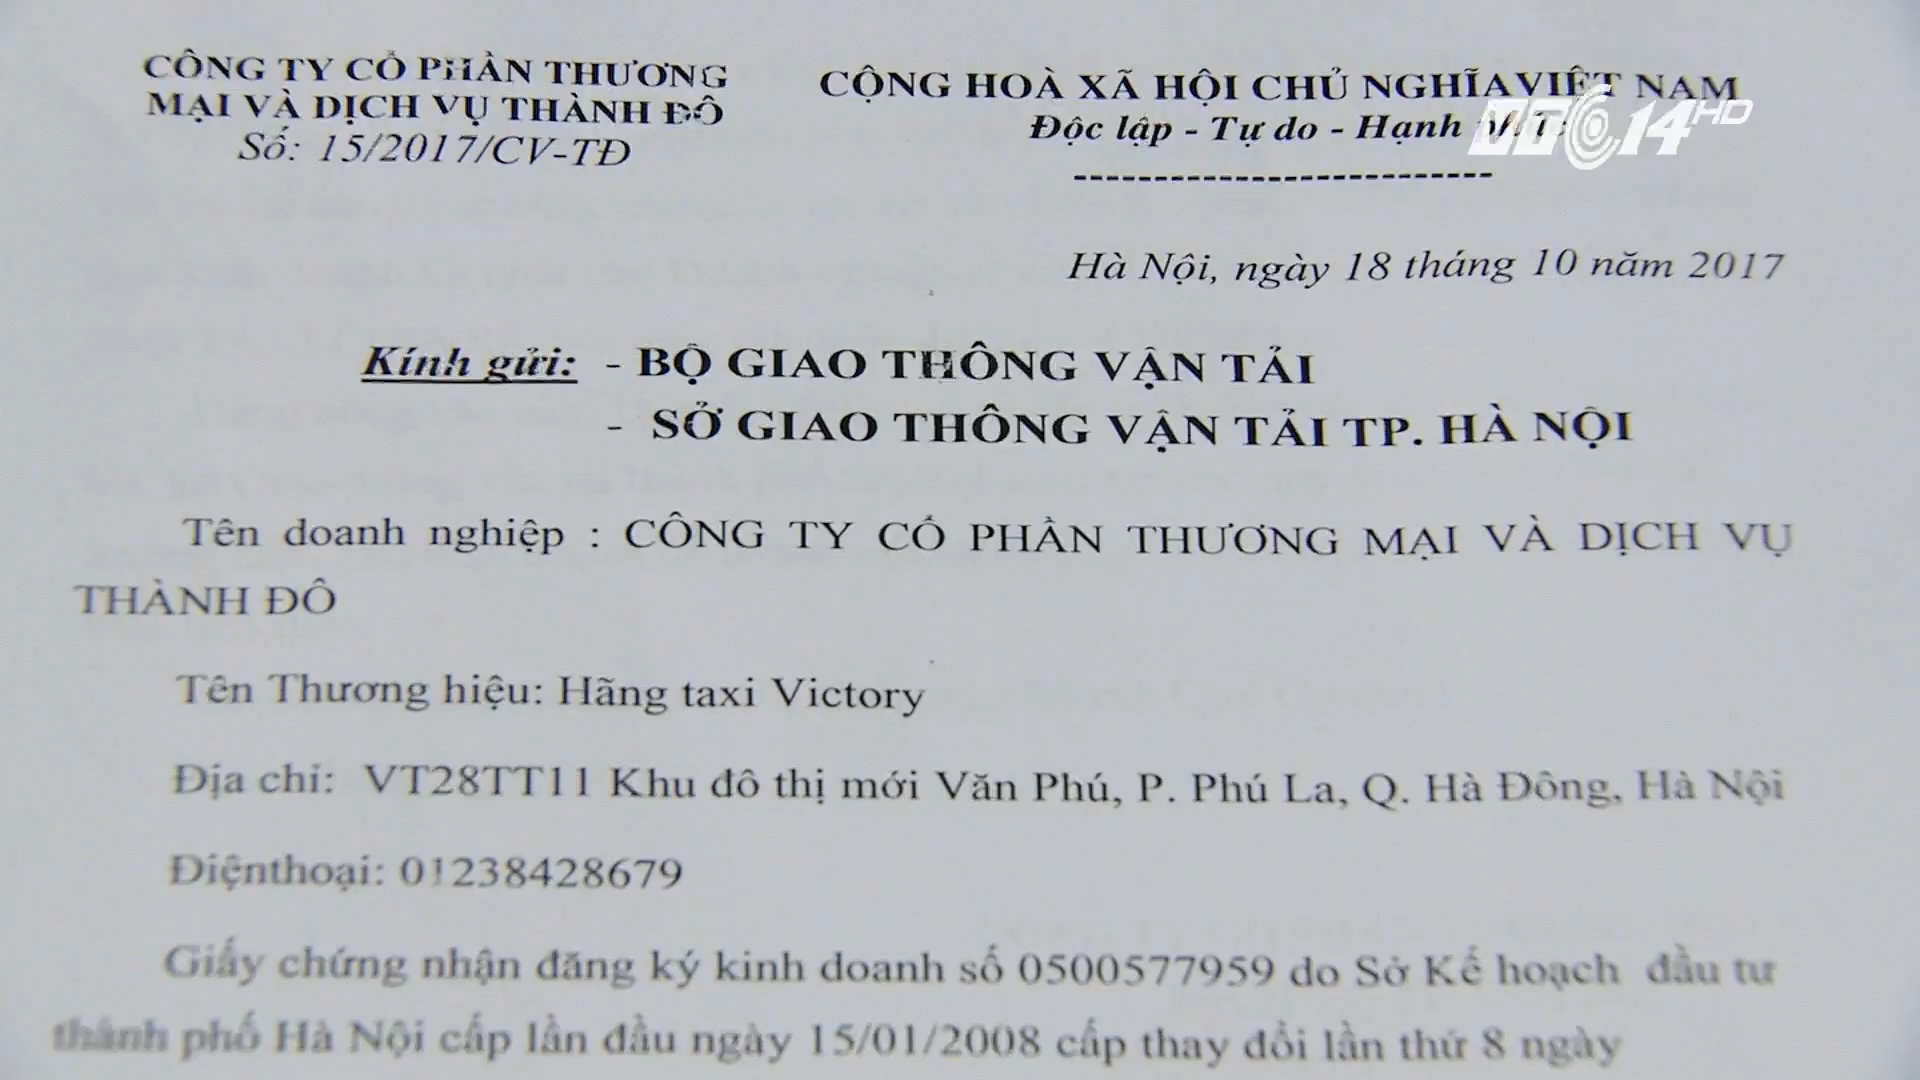 CÔNG TY CỔ PHẦN THƯƠNG
MẠI VÀ DỊCH VỤ THÀNH ĐÔ
Số: 15/2017/CV-TĐ
CỘNG HOÀ XÃ HỘI CHỦ NGHĨAVIỆT NAM
Độc lập - Tự do - Hạnh phúc
VTC14 HD
Hà Nội, ngày 18 tháng 10 năm 2017
Kính gửi: - BỘ GIAO THÔNG VẬN TẢI
- SỞ GIAO THÔNG VẬN TẢI TP. HÀ NỘI
Tên doanh nghiệp : CÔNG TY CỔ PHẦN THƯƠNG MẠI VÀ DỊCH VỤ
THÀNH ĐÔ
Tên Thương hiệu: Hãng taxi Victory
Địa chỉ: VT28TT11 Khu đô thị mới Văn Phú, P. Phú La, Q. Hà Đông, Hà Nội
Điệnthoại: 01238428679
Giấy chứng nhận đăng ký kinh doanh số 0500577959 do Sở Kế hoạch đầu tư
thành phố Hà Nội cấp lần đầu ngày 15/01/2008 cấp thay đổi lần thứ 8 ngày